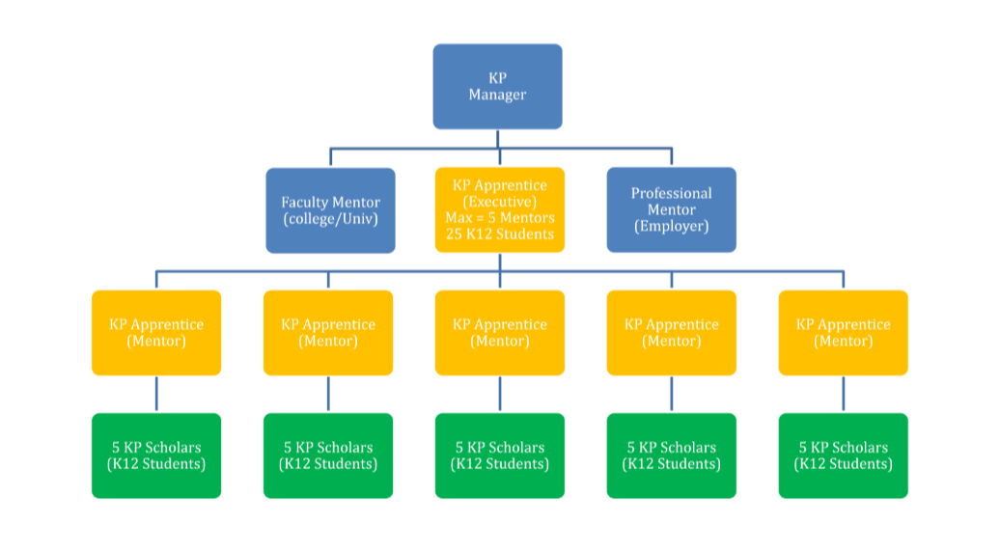 KP
Manager
Faculty Mentor
(college/Univ)
KP Apprentice
(Executive)
Max = 5 Mentors
25 K12 Students
Professional
Mentor
(Employer)
KP Apprentice
(Mentor)
KP Apprentice
(Mentor)
KP Apprentice
(Mentor)
KP Apprentice
(Mentor)
KP Apprentice
(Mentor)
5 KP Scholars
(K12 Students)
5 KP Scholars
(K12 Students)
5 KP Scholars
(K12 Students)
5 KP Scholars
(K12 Students)
5 KP Scholars
(K12 Students)